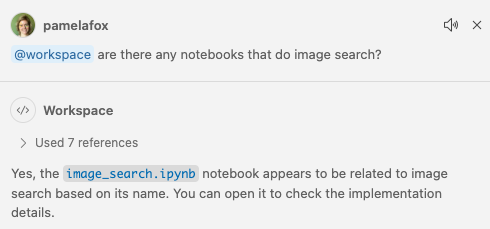 pamelafox
@workspace are there any notebooks that do image search?
Workspace
Used 7 references
Yes, the image_search.ipynb notebook appears to be related to image
search based on its name. You can open it to check the implementation
details.